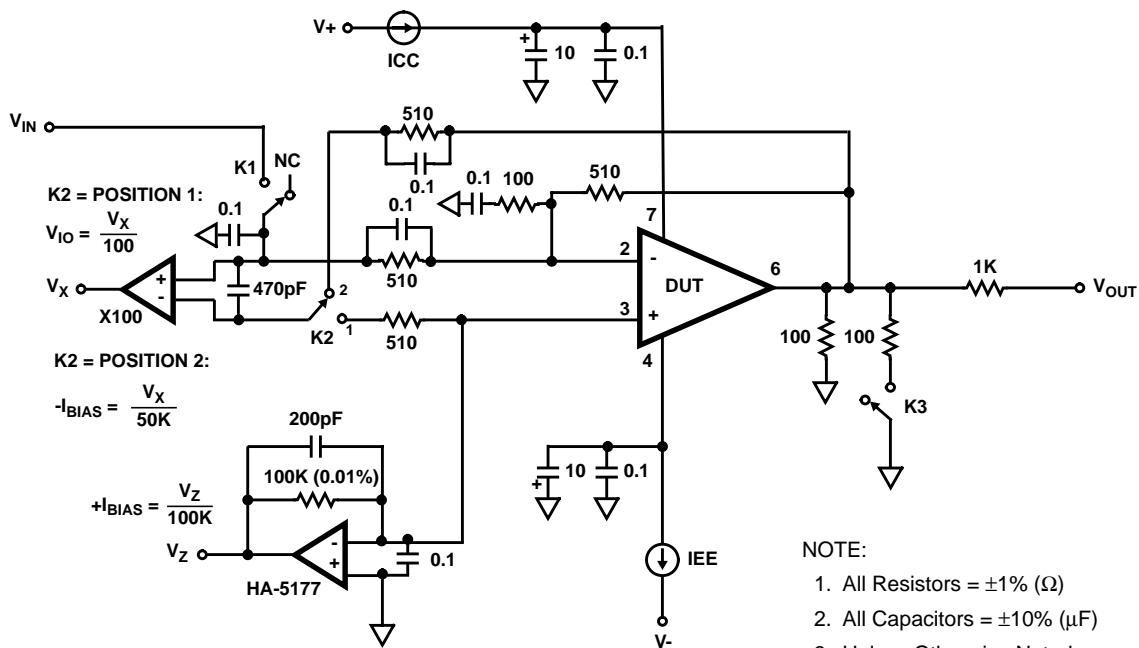 V+
ICC
+
10
0.1
VIN
510
0.1
K1
NC
0.1
100
510
K2 = POSITION 1:
VIO = VX/100
0.1
0.1
7
2
-
DUT
6
1K
VOUT
VX
+
-
X100
470pF
510
2
K2
1
510
3
+
4
100
100
K3
K2 = POSITION 2:
-IBIAS = VX/50K
200pF
100K (0.01%)
+IBIAS = VZ/100K
VZ
-
+
HA-5177
0.1
10
0.1
+
IEE
V-
NOTE:
1. All Resistors = ±1% (Ω)
2. All Capacitors = ±10% (μF)